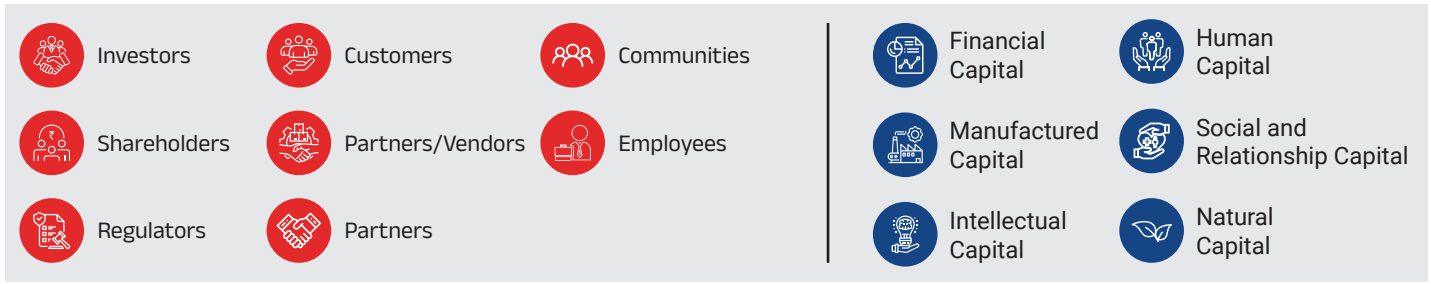 Investors
Customers
Communities
Shareholders
Partners/Vendors
Employees
₹
Regulators
Partners
Financial
Capital
Human
Capital
Manufactured
Capital
Social and
Relationship Capital
Intellectual
Capital
Natural
Capital